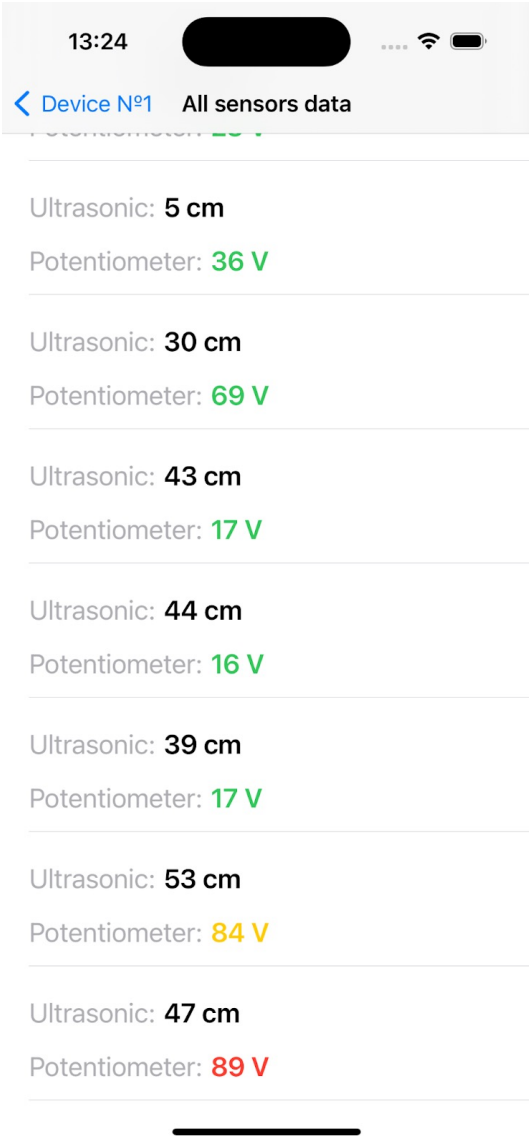 13:24
Device Nº1 All sensors data
Ultrasonic: 5 cm
Potentiometer: 36 V
Ultrasonic: 30 cm
Potentiometer: 69 V
Ultrasonic: 43 cm
Potentiometer: 17 V
Ultrasonic: 44 cm
Potentiometer: 16 V
Ultrasonic: 39 cm
Potentiometer: 17 V
Ultrasonic: 53 cm
Potentiometer: 84 V
Ultrasonic: 47 cm
Potentiometer: 89 V